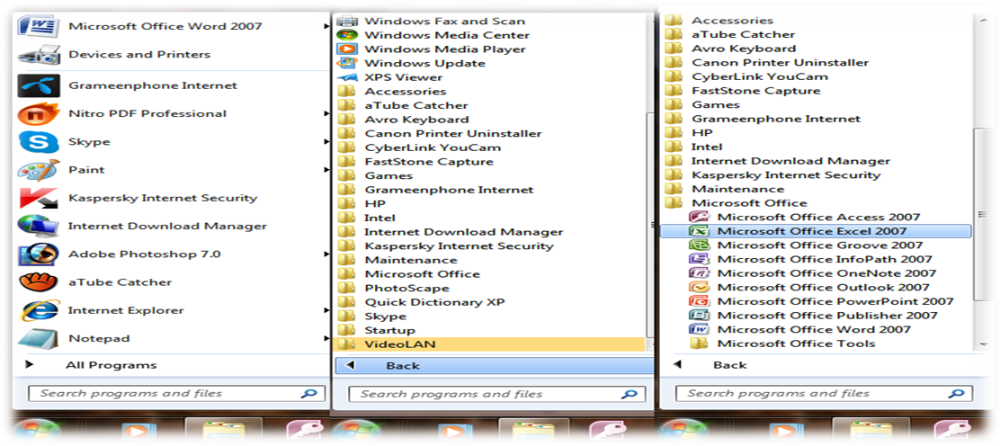 Microsoft Office Word 2007
Devices and Printers
Grameenphone Internet
Nitro PDF Professional
Skype
Paint
Kaspersky Internet Security
Internet Download Manager
Adobe Photoshop 7.0
aTube Catcher
Internet Explorer
Notepad
All Programs
Search programs and files
Windows Fax and Scan
Windows Media Center
Windows Media Player
Windows Update
XPS Viewer
Accessories
aTube Catcher
Avro Keyboard
Canon Printer Uninstaller
CyberLink YouCam
FastStone Capture
Games
Grameenphone Internet
HP
Intel
Internet Download Manager
Kaspersky Internet Security
Maintenance
Microsoft Office
PhotoScape
Quick Dictionary XP
Skype
Startup
VideoLAN
Back
Search programs and files
Accessories
aTube Catcher
Avro Keyboard
Canon Printer Uninstaller
CyberLink YouCam
FastStone Capture
Games
Grameenphone Internet
HP
Intel
Internet Download Manager
Kaspersky Internet Security
Maintenance
Microsoft Office
Microsoft Office Access 2007
Microsoft Office Excel 2007
Microsoft Office Groove 2007
Microsoft Office InfoPath 2007
Microsoft Office OneNote 2007
Microsoft Office Outlook 2007
Microsoft Office PowerPoint 2007
Microsoft Office Publisher 2007
Microsoft Office Word 2007
Microsoft Office Tools
Back
Search programs and files